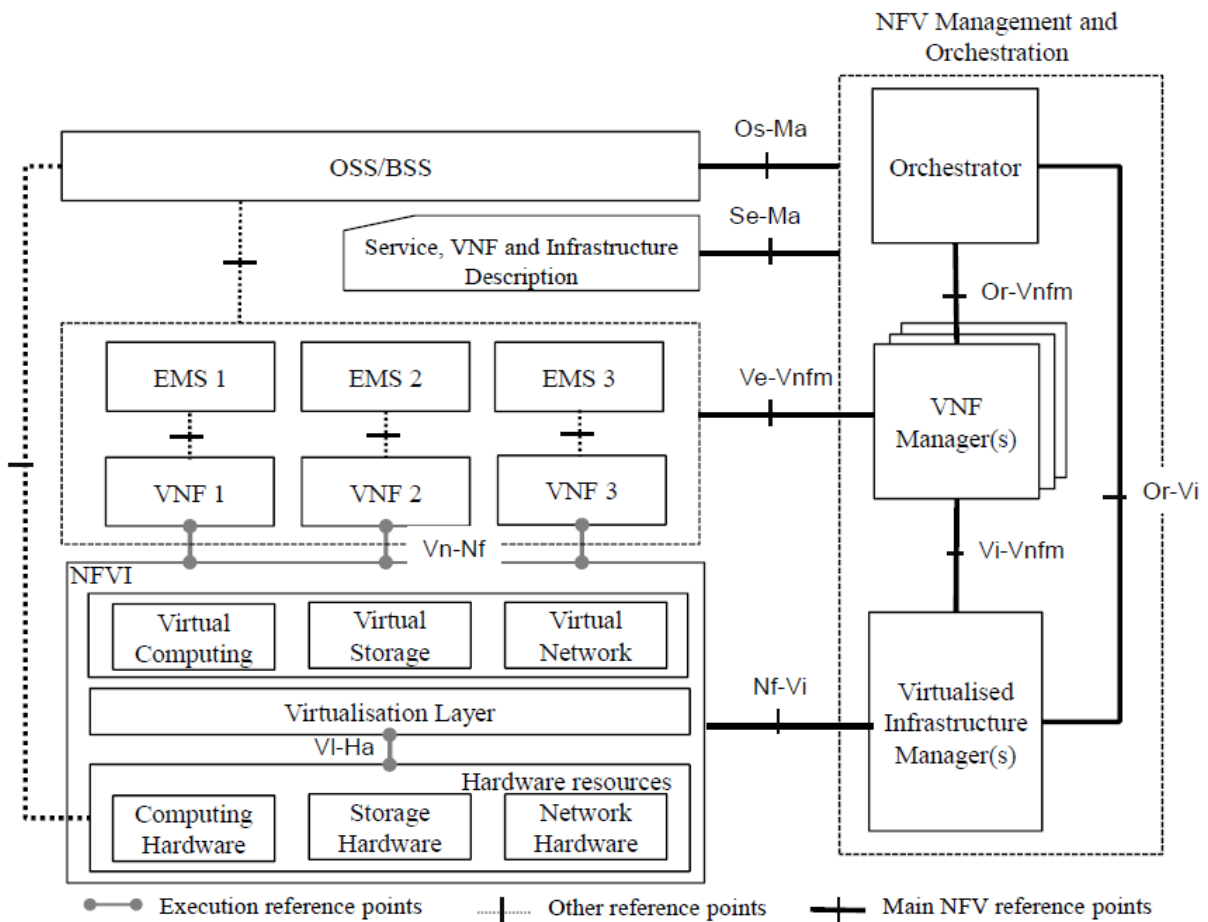 NFV Management and
Orchestration
Os-Ma
OSS/BSS
Orchestrator
Se-Ma
Service, VNF and Infrastructure
Description
Or-Vnfm
EMS 1
EMS 2
EMS 3
Ve-Vnfm
VNF
Manager(s)
VNF 1
VNF 2
VNF 3
Or-Vi
Vn-Nf
Vi-Vnfm
NFVI
Virtual
Computing
Virtual
Storage
Virtual
Network
Nf-Vi
Virtualised
Infrastructure
Manager(s)
Virtualisation Layer
Vl-Ha
Hardware resources
Computing
Hardware
Storage
Hardware
Network
Hardware
Execution reference points
Other reference points
Main NFV reference points